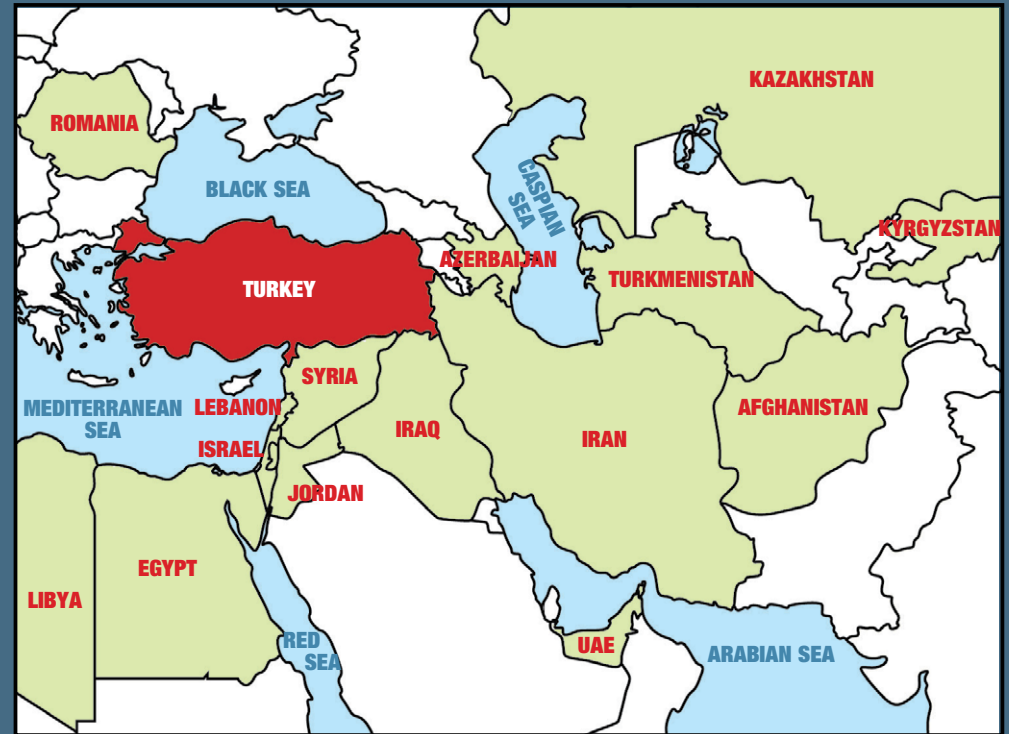 KAZAKHSTAN
ROMANIA
BLACK SEA
CASPIAN
SEA
KYRGYZSTAN
AZERBAIJAN
TURKMENISTAN
TURKEY
SYRIA
MEDITERRANEAN
SEA
LEBANON
AFGHANISTAN
IRAQ
IRAN
ISRAEL
JORDAN
EGYPT
LIBYA
RED
SEA
UAE
ARABIAN SEA